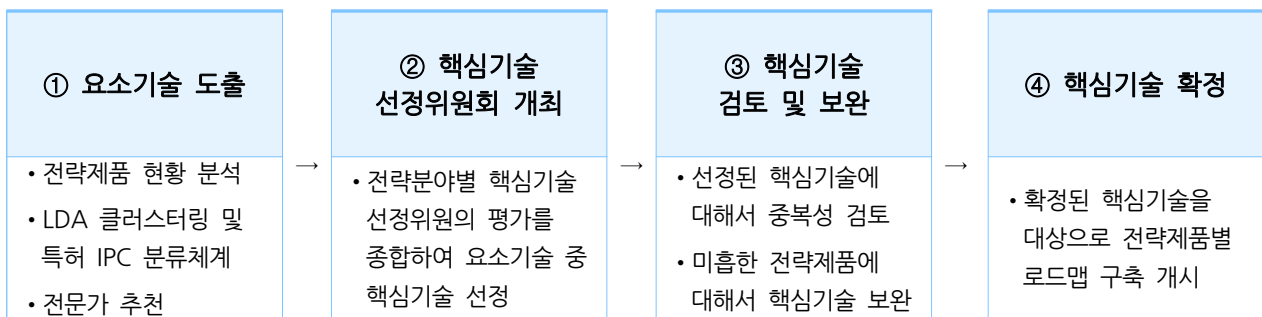 ① 요소기술 도출
• 전략제품 현황 분석
• LDA 클러스터링 및
특허 IPC 분류체계
• 전문가 추천
→
② 핵심기술
선정위원회 개최
• 전략분야별 핵심기술
선정위원의 평가를
종합하여 요소기술 중
핵심기술 선정
→
③ 핵심기술
검토 및 보완
• 선정된 핵심기술에
대해서 중복성 검토
• 미흡한 전략제품에
대해서 핵심기술 보완
→
④ 핵심기술 확정
• 확정된 핵심기술을
대상으로 전략제품별
로드맵 구축 개시